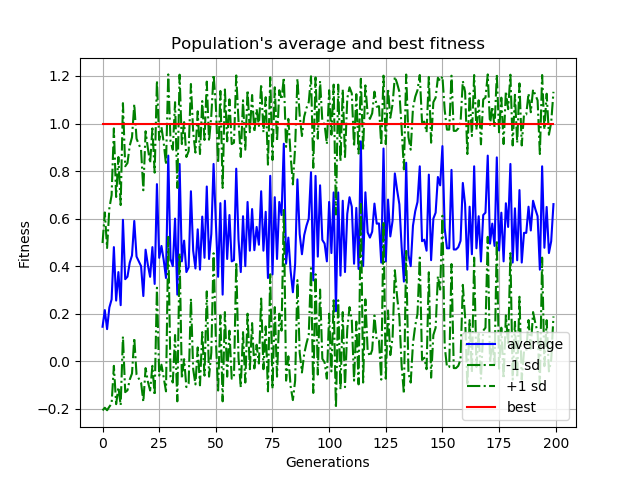 Population's average and best fitness
Fitness
1.2
1.0
0.8
0.6
0.4
0.2
0.0
−0.2
average
-1 sd
+1 sd
best
0 25 50 75 100 125 150 175 200
Generations